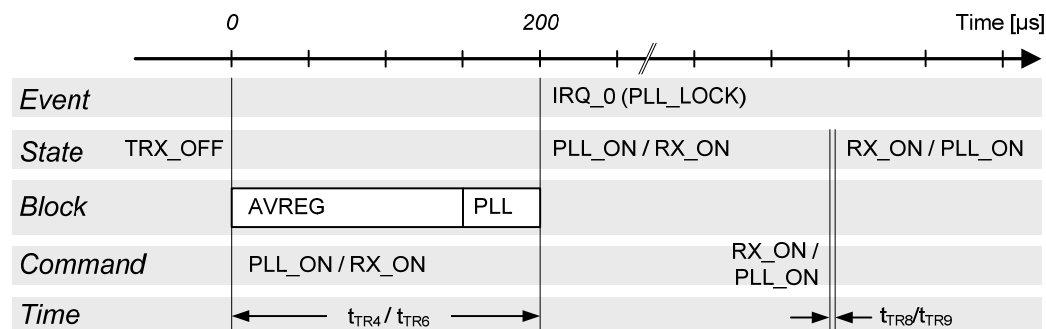 0 200 Time [µs]
Event IRQ_0 (PLL_LOCK)
State TRX_OFF PLL_ON / RX_ON RX_ON / PLL_ON
Block AVREG PLL
Command PLL_ON / RX_ON RX_ON /
PLL_ON
Time tTR4 / tTR6 tTR8/tTR9